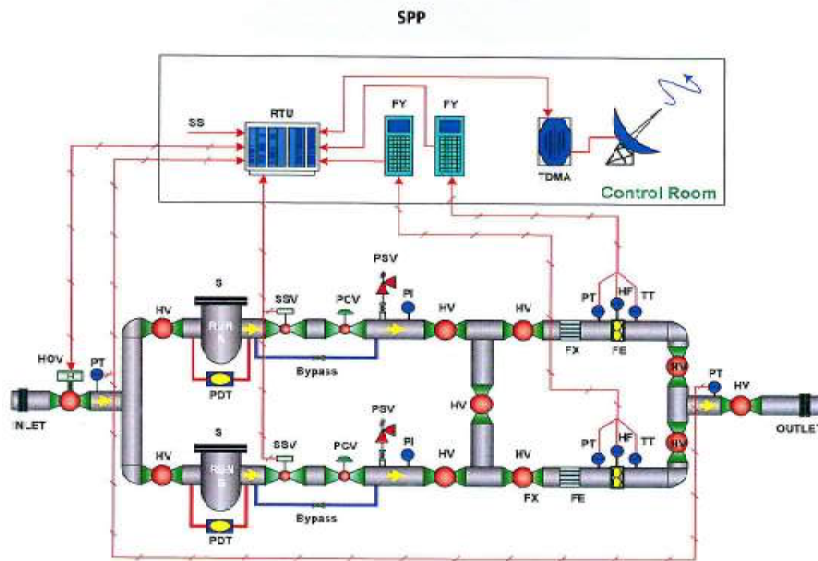 SPP
RTU
FY
FY
SS
TDMA
Control Room
PSV
S
SSV
PCV
PI
HV
HV
HV
PT
HF
TT
RUN
FX
FE
HOV
PT
Bypass
HV
PT
HV
PDT
HV
INLET
PSV
HV
OUTLET
S
SSV
PCV
PI
PT
HF
TT
HV
HV
HV
RUN
FX
FE
Bypass
PDT